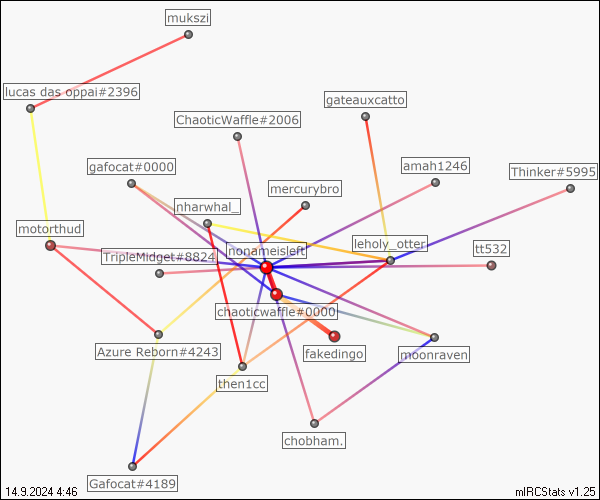 mukszi
lucas das oppai#2396
gateauxcatto
ChaoticWaffle#2006
gafocat#0000
amah1246
Thinker#5995
mercurybro
nharwhal_
motorthud
leholy_otter
nonameisleft
TripleMidget#8824
tt532
chaoticwaffle#0000
Azure Reborn#4243
fakedingo
moonraven
then1cc
chobham.
Gafocat#4189
14.9.2024 4:46
mIRCStats v1.25